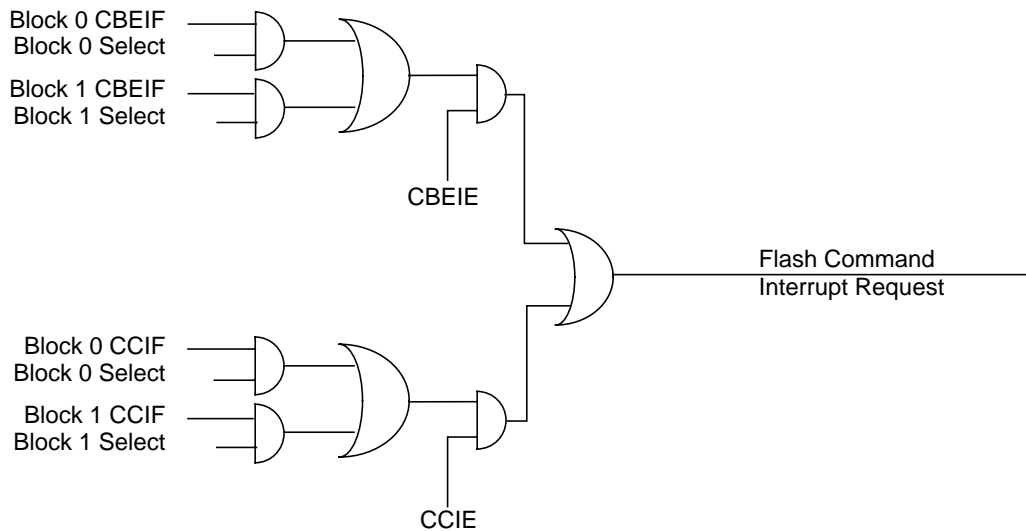 Block 0 CBEIF
Block 0 Select
Block 1 CBEIF
Block 1 Select
CBEIE
Flash Command
Interrupt Request
Block 0 CCIF
Block 0 Select
Block 1 CCIF
Block 1 Select
CCIE